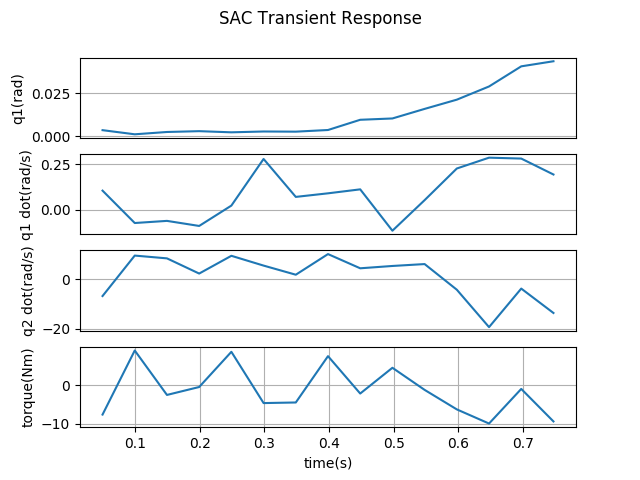 SAC Transient Response
q1(rad)
0.025
0.000
q1 dot(rad/s)
0.25
0.00
q2 dot(rad/s)
0
−20
torque(Nm)
0
−10
0.1 0.2 0.3 0.4 0.5 0.6 0.7
time(s)